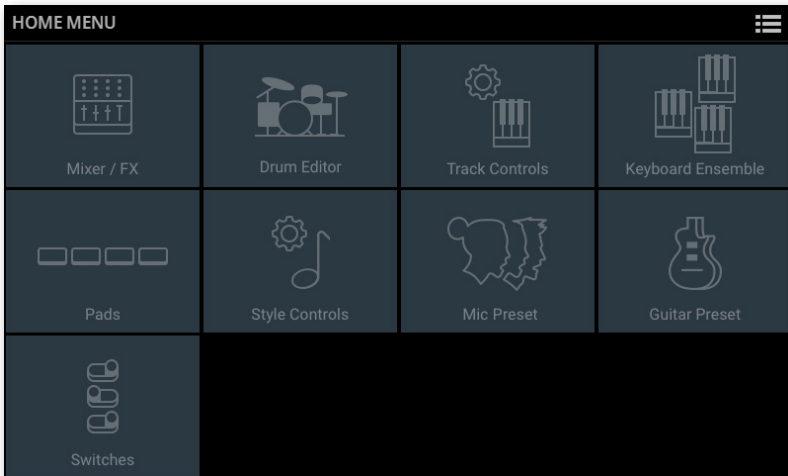 HOME MENU
Mixer / FX
Drum Editor
Track Controls
Keyboard Ensemble
Pads
Style Controls
Mic Preset
Guitar Preset
Switches